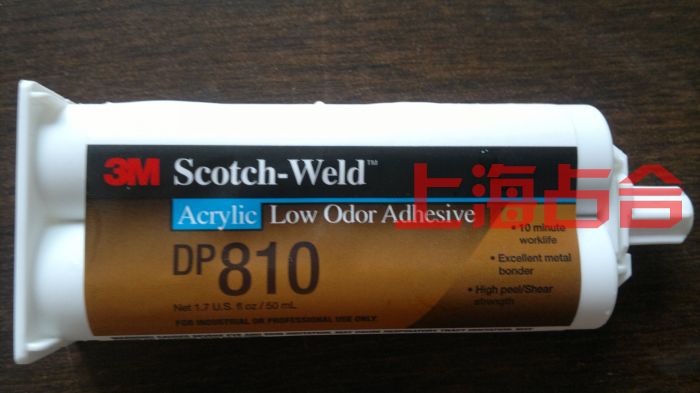 3M Scotch-Weld™
Acrylic Low Odor Adhesive
DP810
Net 1.7 U.S. fl oz / 50 mL
FOR INDUSTRIAL OR PROFESSIONAL USE ONLY.
• 10 minute
worklife
• Excellent metal
bonder
• High peel/Shear
strength
上海占合